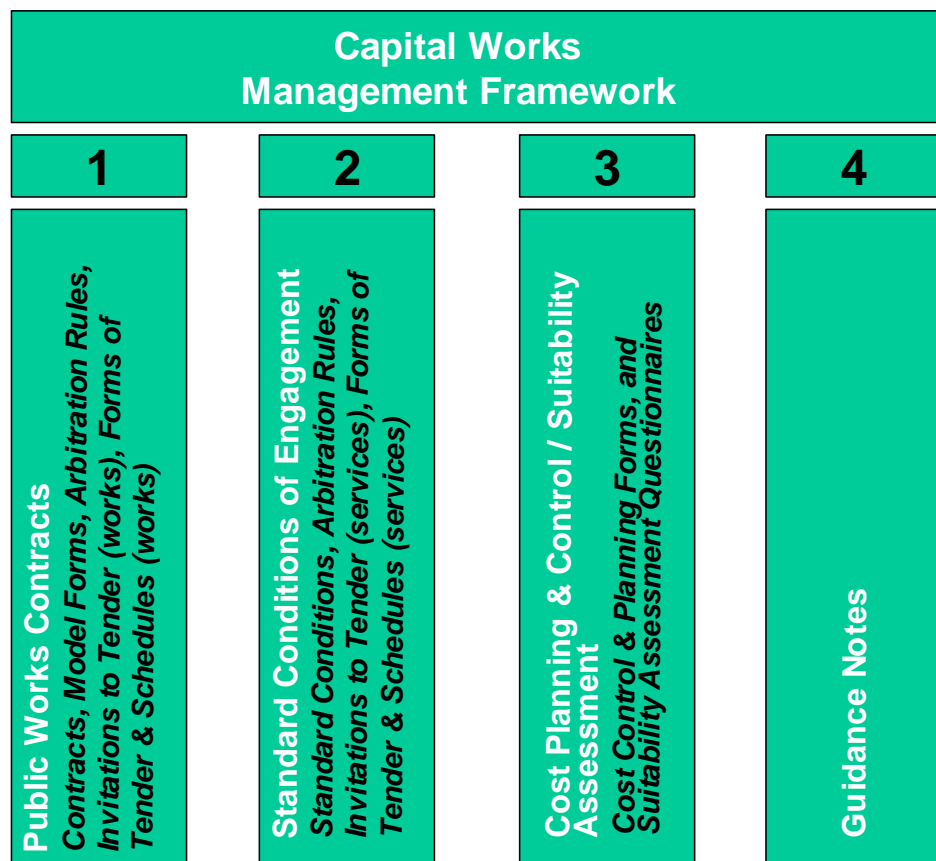 Capital Works
Management Framework
1
2
3
4
Public Works Contracts
Contracts, Model Forms, Arbitration Rules,
Invitations to Tender (works), Forms of
Tender & Schedules (works)
Standard Conditions of Engagement
Standard Conditions, Arbitration Rules,
Invitations to Tender (services), Forms of
Tender & Schedules (services)
Cost Planning & Control / Suitability
Assessment
Cost Control & Planning Forms, and
Suitability Assessment Questionnaires
Guidance Notes